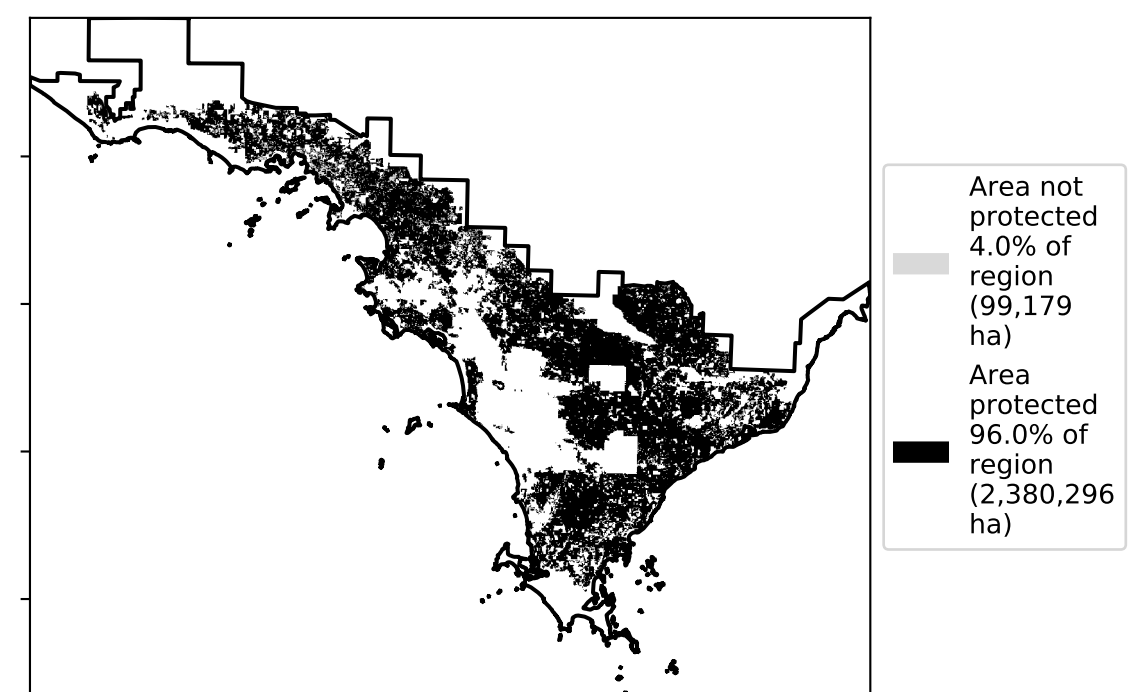 Area not
protected
4.0% of
region
(99,179
ha)
Area
protected
96.0% of
region
(2,380,296
ha)